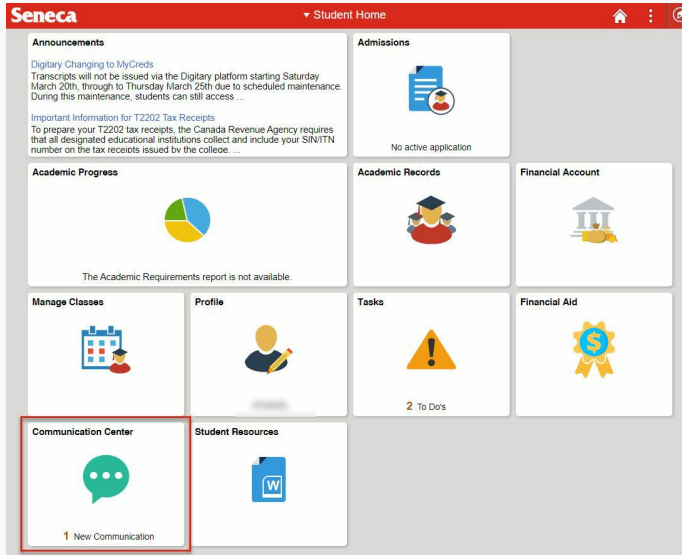 Seneca
Student Home
Announcements
Digitary Changing to MyCreds
Transcripts will not be issued via the Digitary platform starting Saturday
March 20th, through to Thursday March 25th due to scheduled maintenance.
During this maintenance, students can still access ...
Important Information for T2202 Tax Receipts
To prepare your T2202 tax receipts, the Canada Revenue Agency requires
that all designated educational institutions collect and include your SIN/ITN
number on the tax receipts issued by the college. ...
Admissions
No active application
Academic Progress
The Academic Requirements report is not available.
Academic Records
Financial Account
Manage Classes
Profile
Tasks
2 To Do's
Financial Aid
Communication Center
1 New Communication
Student Resources
W